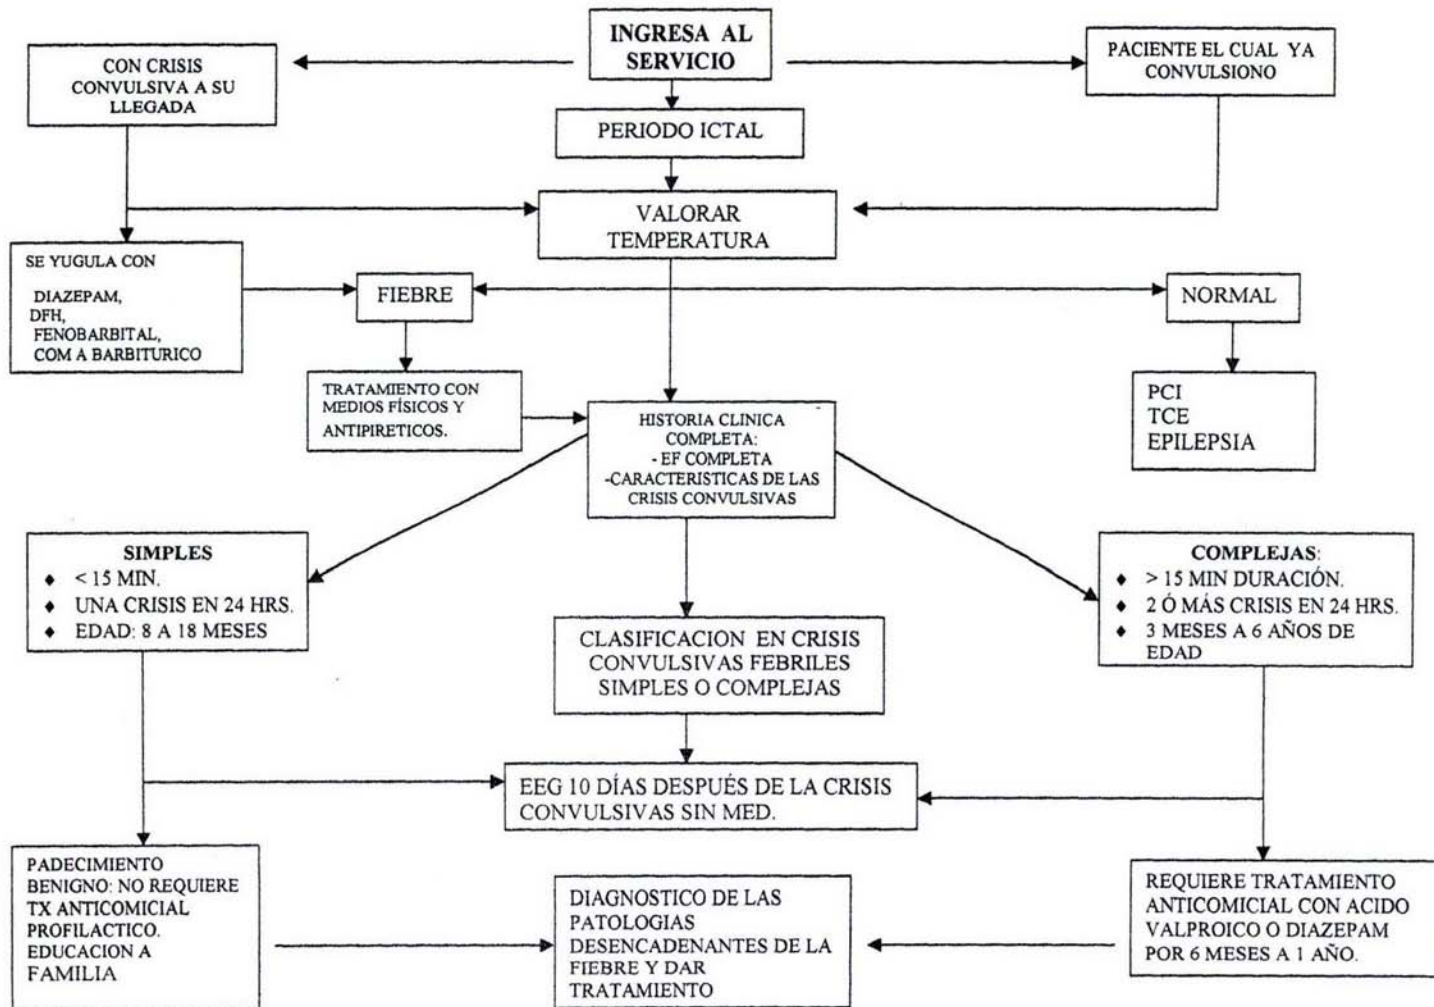 INGRESA AL
SERVICIO
CON CRISIS
CONVULSIVA A SU
LLEGADA
PACIENTE EL CUAL YA
CONVULSIONO
PERIODO ICTAL
VALORAR
TEMPERATURA
SE YUGULA CON
DIAZEPAM,
DFH,
FENOBARBITAL,
COM A BARBITURICO
FIEBRE
NORMAL
TRATAMIENTO CON
MEDIOS FÍSICOS Y
ANTIPIRETICOS.
HISTORIA CLINICA
COMPLETA:
- EF COMPLETA
-CARACTERISTICAS DE LAS
CRISIS CONVULSIVAS
PCI
TCE
EPILEPSIA
SIMPLES
♦ < 15 MIN.
♦ UNA CRISIS EN 24 HRS.
♦ EDAD: 8 A 18 MESES
CLASIFICACION EN CRISIS
CONVULSIVAS FEBRILES
SIMPLES O COMPLEJAS
COMPLEJAS:
♦ > 15 MIN DURACIÓN.
♦ 2 Ó MÁS CRISIS EN 24 HRS.
♦ 3 MESES A 6 AÑOS DE
EDAD
EEG 10 DÍAS DESPUÉS DE LA CRISIS
CONVULSIVAS SIN MED.
PADECIMIENTO
BENIGNO: NO REQUIERE
TX ANTICOMICIAL
PROFILACTICO.
EDUCACION A
FAMILIA
DIAGNOSTICO DE LAS
PATOLOGIAS
DESENCADENANTES DE LA
FIEBRE Y DAR
TRATAMIENTO
REQUIERE TRATAMIENTO
ANTICOMICIAL CON ACIDO
VALPROICO O DIAZEPAM
POR 6 MESES A 1 AÑO.